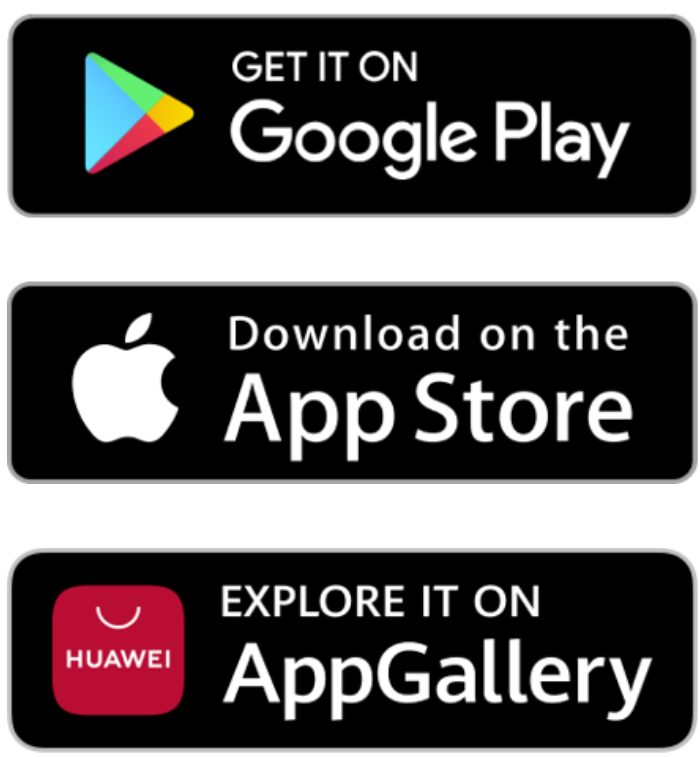 GET IT ON
Google Play
Download on the
App Store
HUAWEI
EXPLORE IT ON
AppGallery